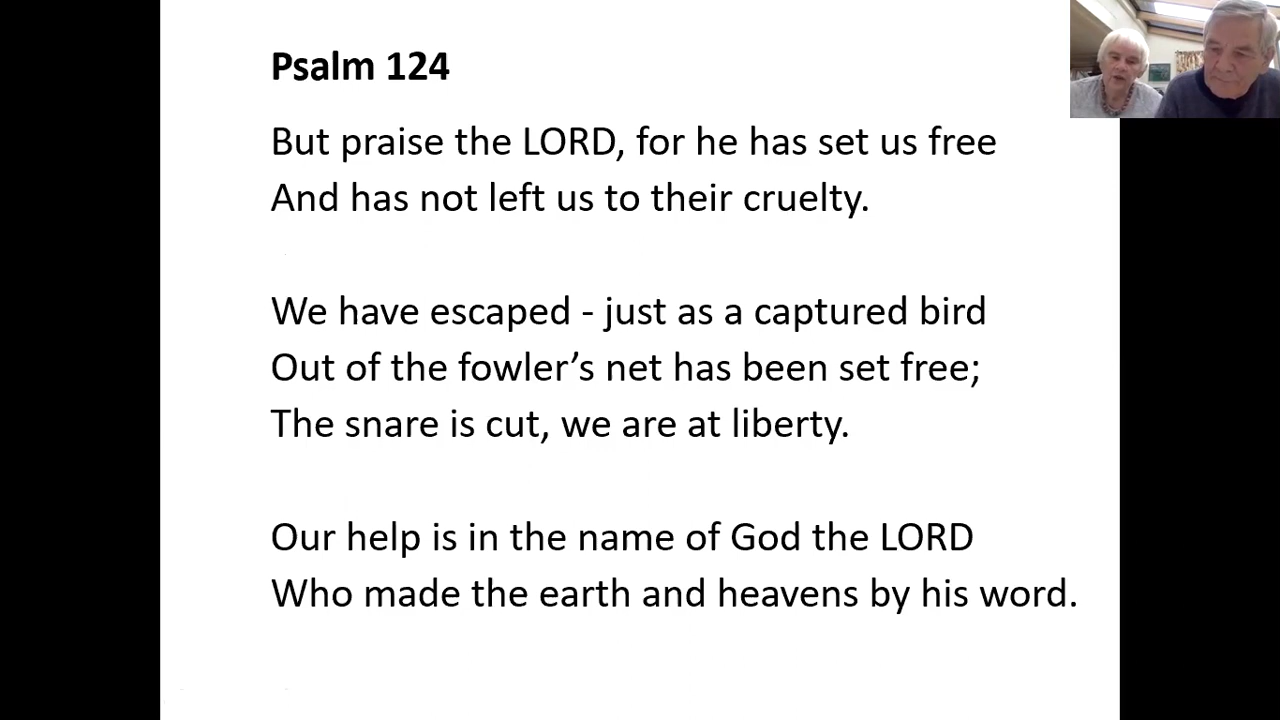 Psalm 124
But praise the LORD, for he has set us free
And has not left us to their cruelty.
We have escaped - just as a captured bird
Out of the fowler’s net has been set free;
The snare is cut, we are at liberty.
Our help is in the name of God the LORD
Who made the earth and heavens by his word.